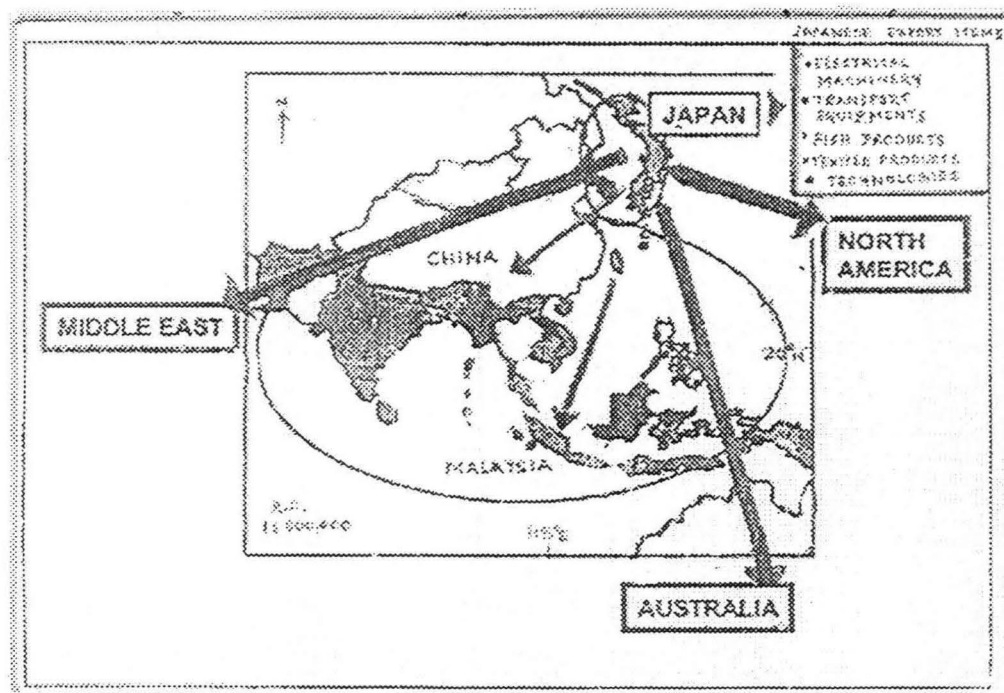 JAPANESE EXPORT ITEMS
• ELECTRICAL
MACHINERY
• TRANSPORT
EQUIPMENTS
• FISH PRODUCTS
• TEXTILE PRODUCTS
• TECHNOLOGIES
JAPAN
NORTH
AMERICA
CHINA
MIDDLE EAST
20°N
MALAYSIA
AUSTRALIA